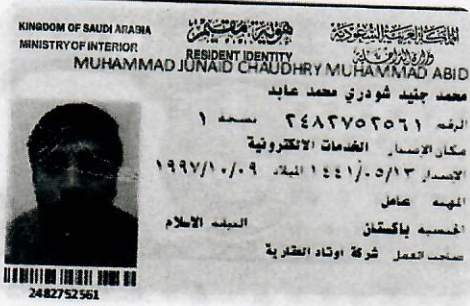 KINGDOM OF SAUDI ARABIA
MINISTRY OF INTERIOR
هوية مقيم
RESIDENT IDENTITY
المملكة العربية السعودية
وزارة الداخلية
MUHAMMAD JUNAID CHAUDHRY MUHAMMAD ABID
محمد جنيد شودري محمد عابد
الرقم ٢٤٨٢٧٥٢٥٦١ نسخة ١
مكان الإصدار الخدمات الالكترونية
الإصدار ١٤٤١/٠٥/١٣ الميلاد ١٩٩٧/١٠/٠٩
المهنة عامل
الجنسية باكستان الديانة الاسلام
صاحب العمل شركة اوتاد العقارية
2482752561